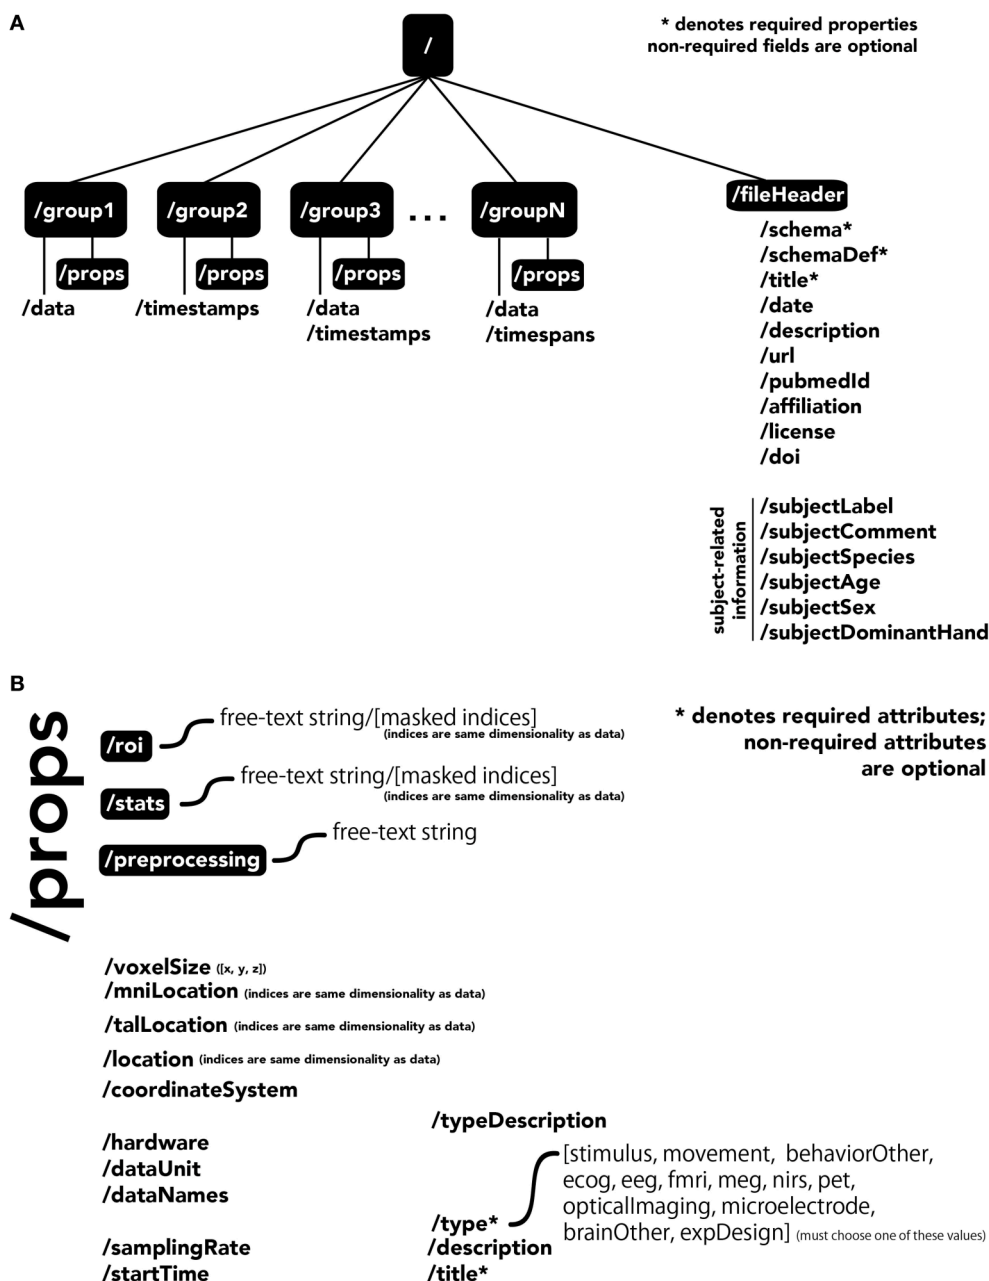 A
* denotes required properties
non-required fields are optional
/
/group1
/group2
/group3
...
/groupN
/fileHeader
/props
/props
/props
/props
/data
/timestamps
/data
/timestamps
/data
/timespans
/schema*
/schemaDef*
/title*
/date
/description
/url
/pubmedId
/affiliation
/license
/doi
subject-related
information
/subjectLabel
/subjectComment
/subjectSpecies
/subjectAge
/subjectSex
/subjectDominantHand
B
* denotes required attributes;
non-required attributes
are optional
/props
/roi
free-text string/[masked indices]
(indices are same dimensionality as data)
/stats
free-text string/[masked indices]
(indices are same dimensionality as data)
/preprocessing
free-text string
/voxelSize ([x, y, z])
/mniLocation (indices are same dimensionality as data)
/talLocation (indices are same dimensionality as data)
/location (indices are same dimensionality as data)
/coordinateSystem
/hardware
/dataUnit
/dataNames
/samplingRate
/startTime
/typeDescription
/type*
[stimulus, movement, behaviorOther,
ecog, eeg, fmri, meg, nirs, pet,
opticalImaging, microelectrode,
brainOther, expDesign] (must choose one of these values)
/description
/title*